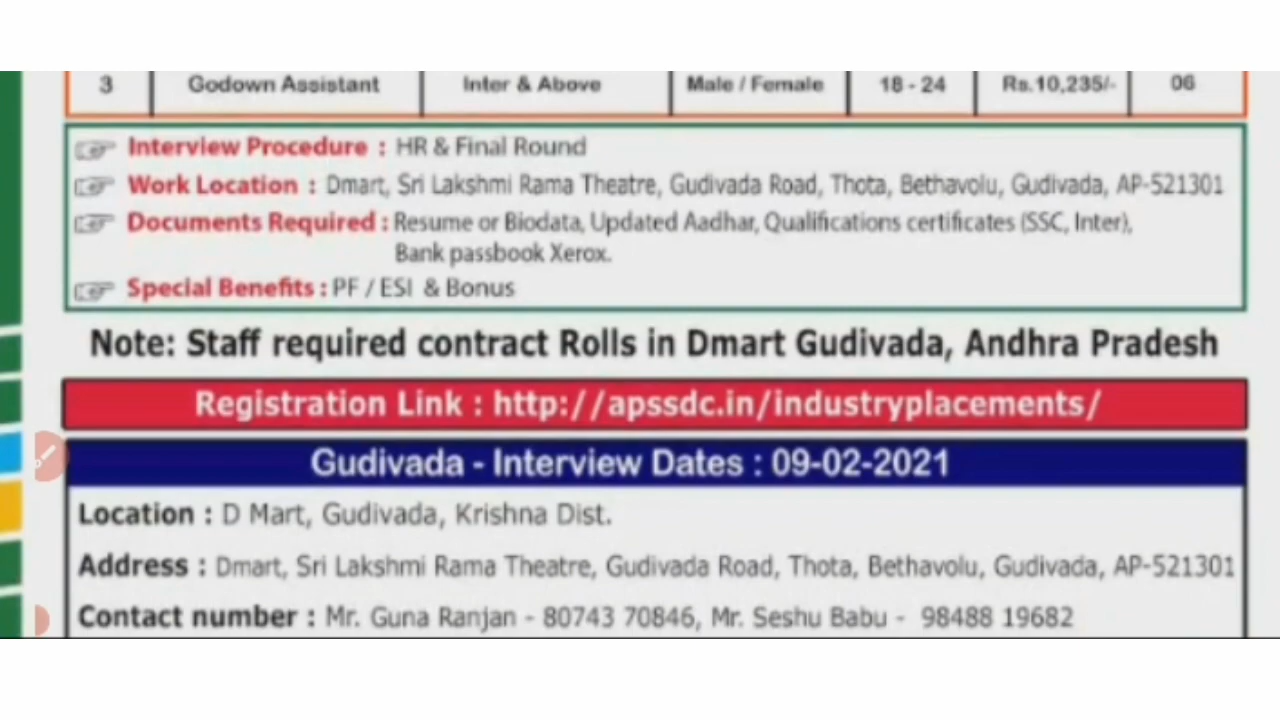 3 Godown Assistant Inter & Above Male / Female 18 - 24 Rs.10,235/- 06
Interview Procedure : HR & Final Round
Work Location : Dmart, Sri Lakshmi Rama Theatre, Gudivada Road, Thota, Bethavolu, Gudivada, AP-521301
Documents Required : Resume or Biodata, Updated Aadhar, Qualifications certificates (SSC, Inter),
Bank passbook Xerox.
Special Benefits : PF / ESI & Bonus
Note: Staff required contract Rolls in Dmart Gudivada, Andhra Pradesh
Registration Link : http://apssdc.in/industryplacements/
Gudivada - Interview Dates : 09-02-2021
Location : D Mart, Gudivada, Krishna Dist.
Address : Dmart, Sri Lakshmi Rama Theatre, Gudivada Road, Thota, Bethavolu, Gudivada, AP-521301
Contact number : Mr. Guna Ranjan - 80743 70846, Mr. Seshu Babu - 98488 19682